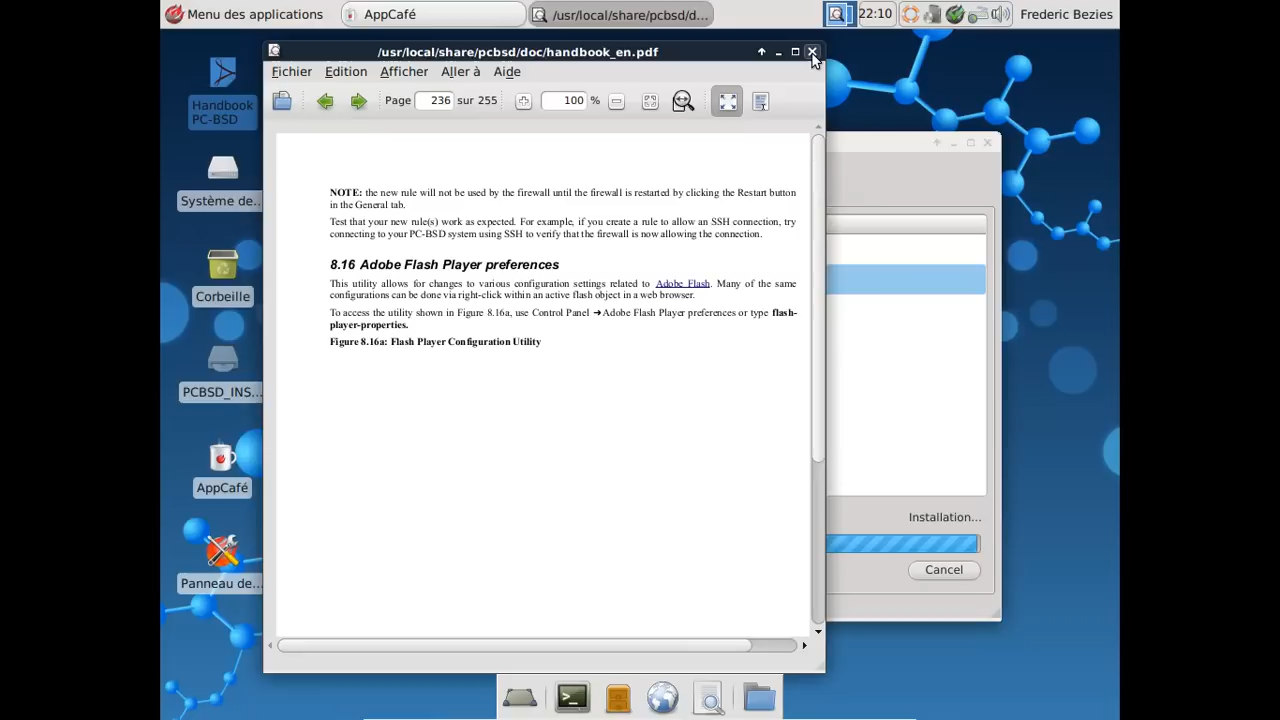 Menu des applications
AppCafé
/usr/local/share/pcbsd/d...
22:10
Frederic Bezies
/usr/local/share/pcbsd/doc/handbook_en.pdf
Fichier Edition Afficher Aller à Aide
Page 236 sur 255 100 %
NOTE: the new rule will not be used by the firewall until the firewall is restarted by clicking the Restart button
in the General tab.
Test that your new rule(s) work as expected. For example, if you create a rule to allow an SSH connection, try
connecting to your PC-BSD system using SSH to verify that the firewall is now allowing the connection.
8.16 Adobe Flash Player preferences
This utility allows for changes to various configuration settings related to Adobe Flash. Many of the same
configurations can be done via right-click within an active flash object in a web browser.
To access the utility shown in Figure 8.16a, use Control Panel ➔Adobe Flash Player preferences or type flash-
player-properties.
Figure 8.16a: Flash Player Configuration Utility
Handbook
PC-BSD
Système de...
Corbeille
PCBSD_INS...
AppCafé
Panneau de...
Installation...
Cancel